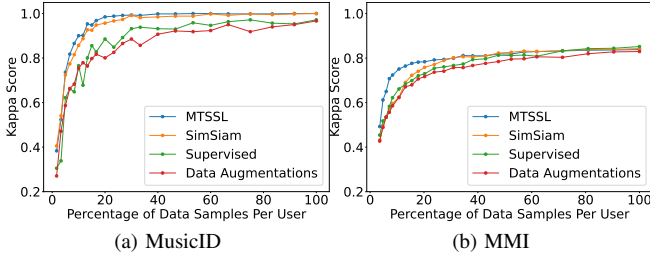 1.0
0.8
0.6
0.4
0.2
Kappa Score
MTSSL
SimSiam
Supervised
Data Augmentations
0 20 40 60 80 100
Percentage of Data Samples Per User
(a) MusicID
1.0
0.8
0.6
0.4
0.2
Kappa Score
MTSSL
SimSiam
Supervised
Data Augmentations
0 20 40 60 80 100
Percentage of Data Samples Per User
(b) MMI